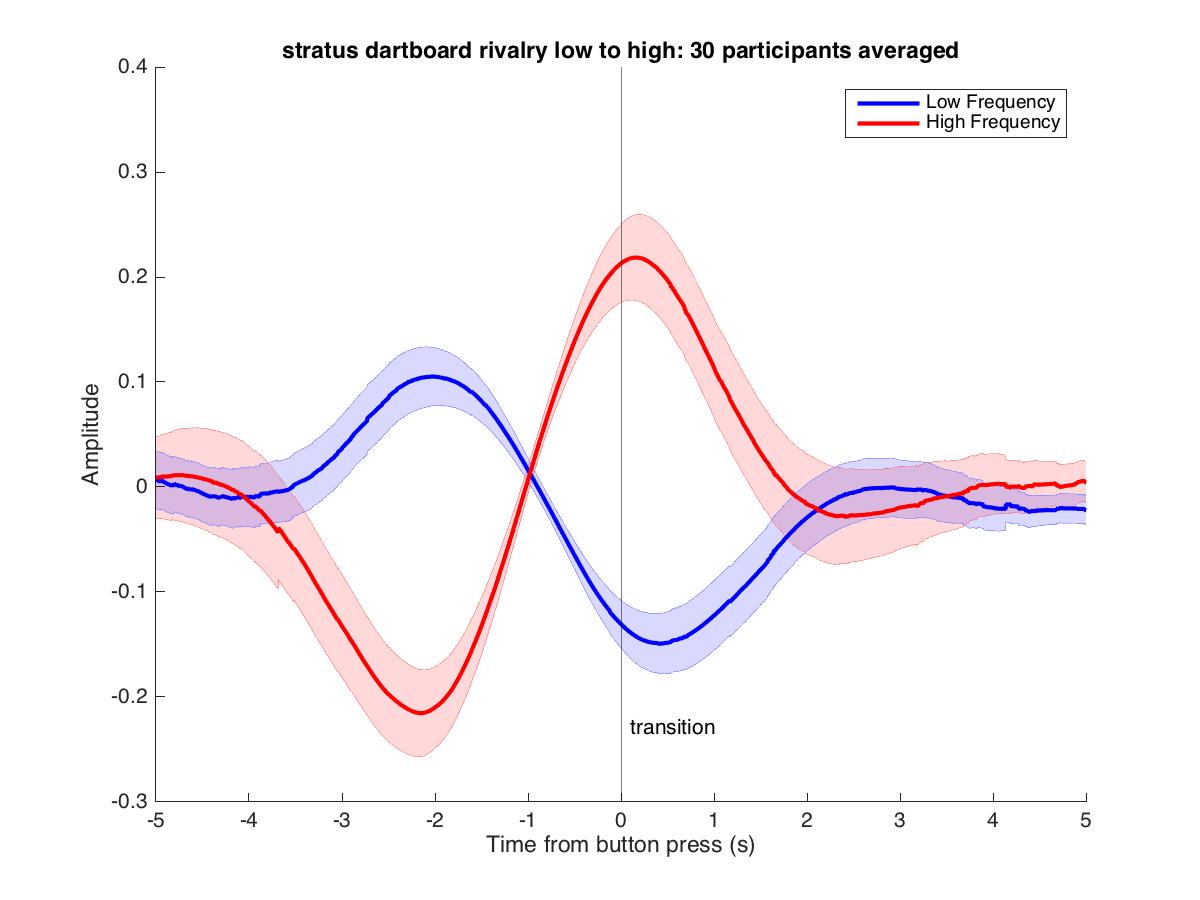 stratus dartboard rivalry low to high: 30 participants averaged
0.4
0.3
0.2
0.1
0
-0.1
-0.2
-0.3
Amplitude
Low Frequency
High Frequency
transition
-5 -4 -3 -2 -1 0 1 2 3 4 5
Time from button press (s)